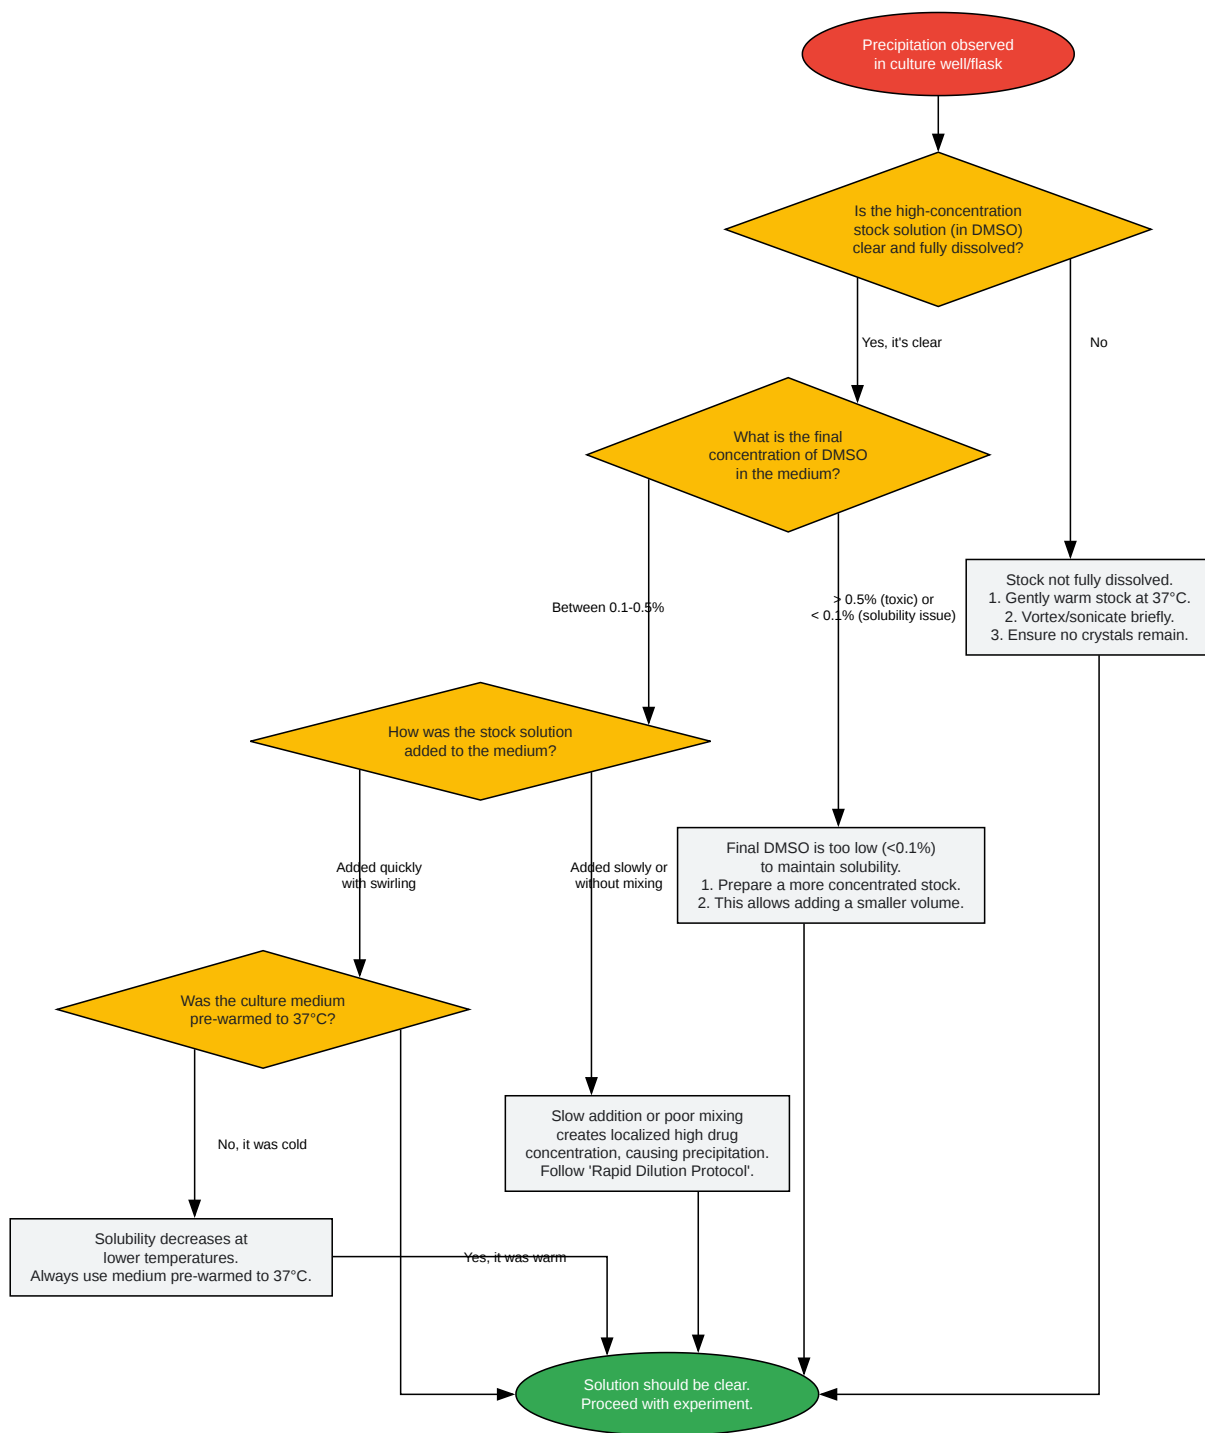 Precipitation observed
in culture well/flask
Is the high-concentration
stock solution (in DMSO)
clear and fully dissolved?
Yes, it's clear
No
What is the final
concentration of DMSO
in the medium?
Between 0.1-0.5%
> 0.5% (toxic) or
< 0.1% (solubility issue)
Stock not fully dissolved.
1. Gently warm stock at 37°C.
2. Vortex/sonicate briefly.
3. Ensure no crystals remain.
How was the stock solution
added to the medium?
Added quickly
with swirling
Added slowly or
without mixing
Final DMSO is too low (<0.1%)
to maintain solubility.
1. Prepare a more concentrated stock.
2. This allows adding a smaller volume.
Was the culture medium
pre-warmed to 37°C?
No, it was cold
Slow addition or poor mixing
creates localized high drug
concentration, causing precipitation.
Follow 'Rapid Dilution Protocol'.
Solubility decreases at
lower temperatures.
Always use medium pre-warmed to 37°C.
Yes, it was warm
Solution should be clear.
Proceed with experiment.